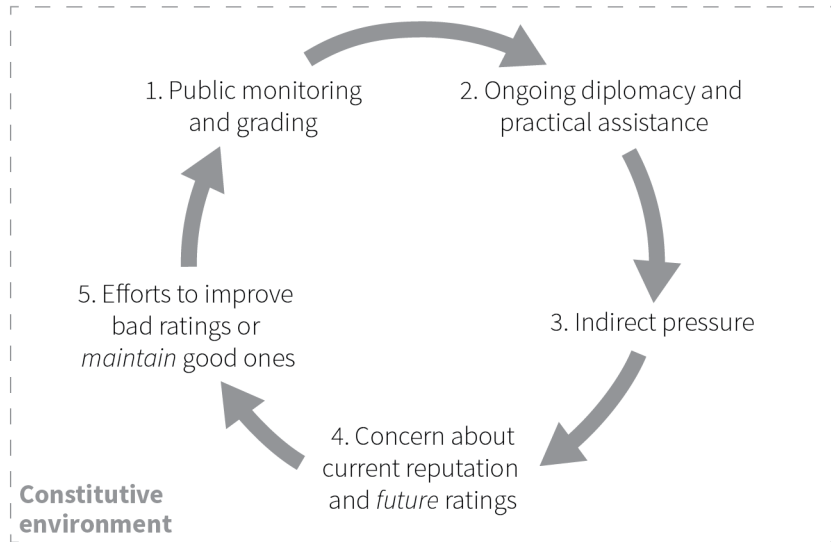 1. Public monitoring
and grading
2. Ongoing diplomacy and
practical assistance
3. Indirect pressure
4. Concern about
current reputation
and future ratings
5. Efforts to improve
bad ratings or
maintain good ones
Constitutive
environment